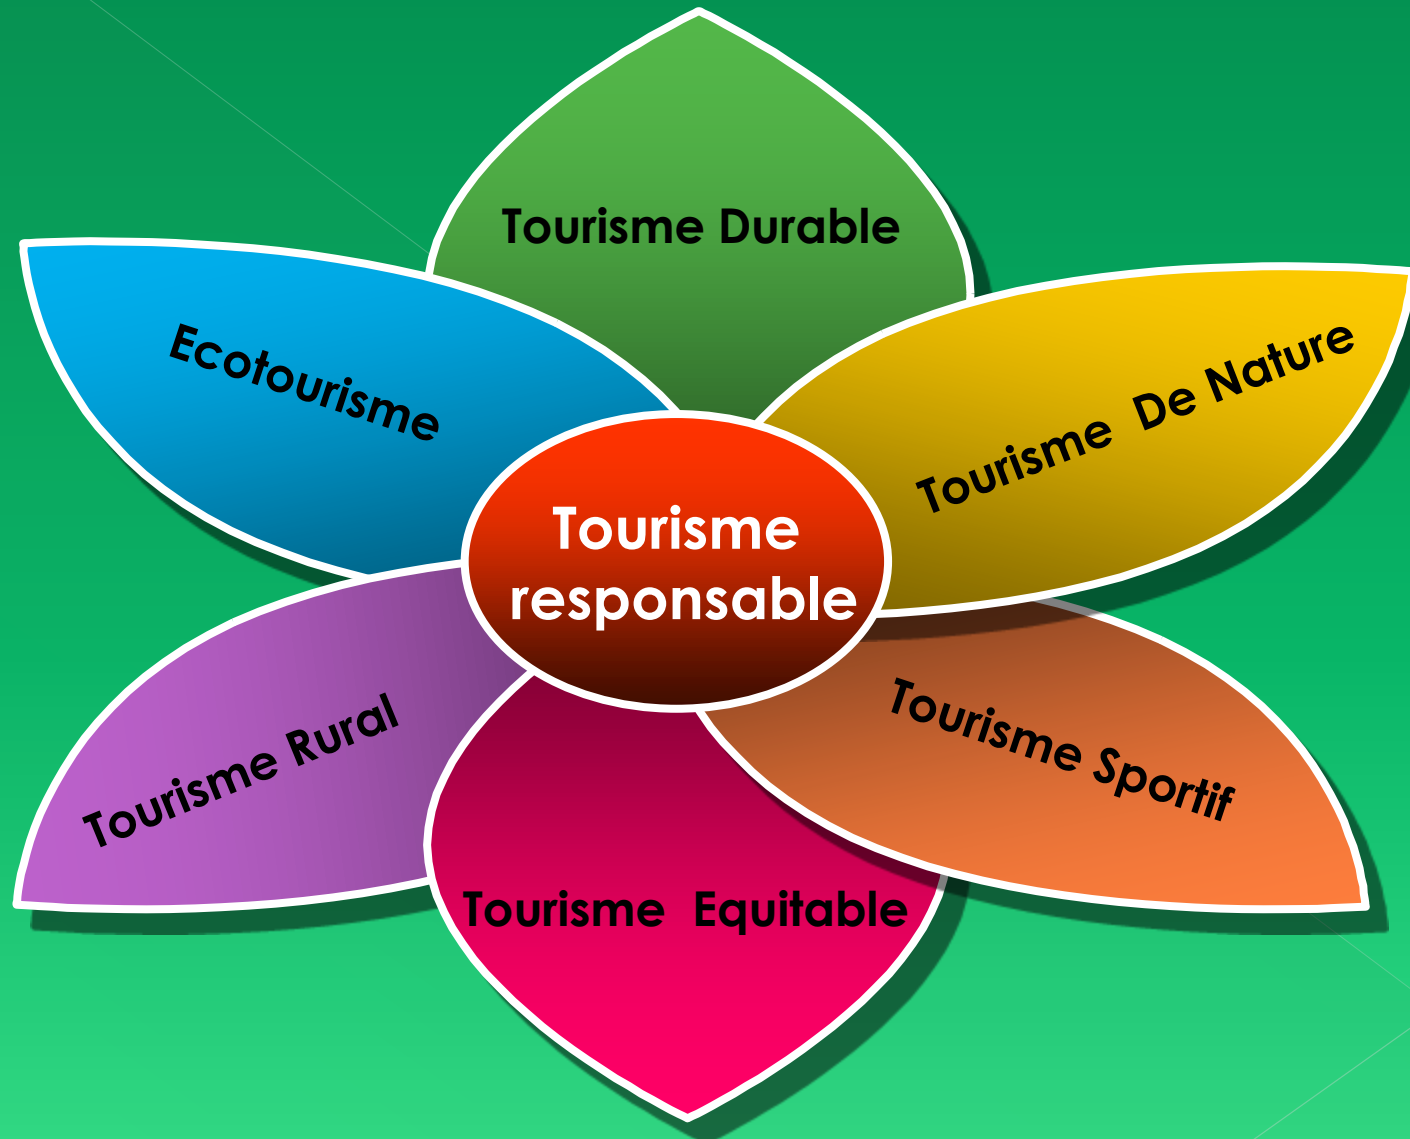 Tourisme Durable
Ecotourisme
Tourisme De Nature
Tourisme
responsable
Tourisme Rural
Tourisme Sportif
Tourisme Equitable